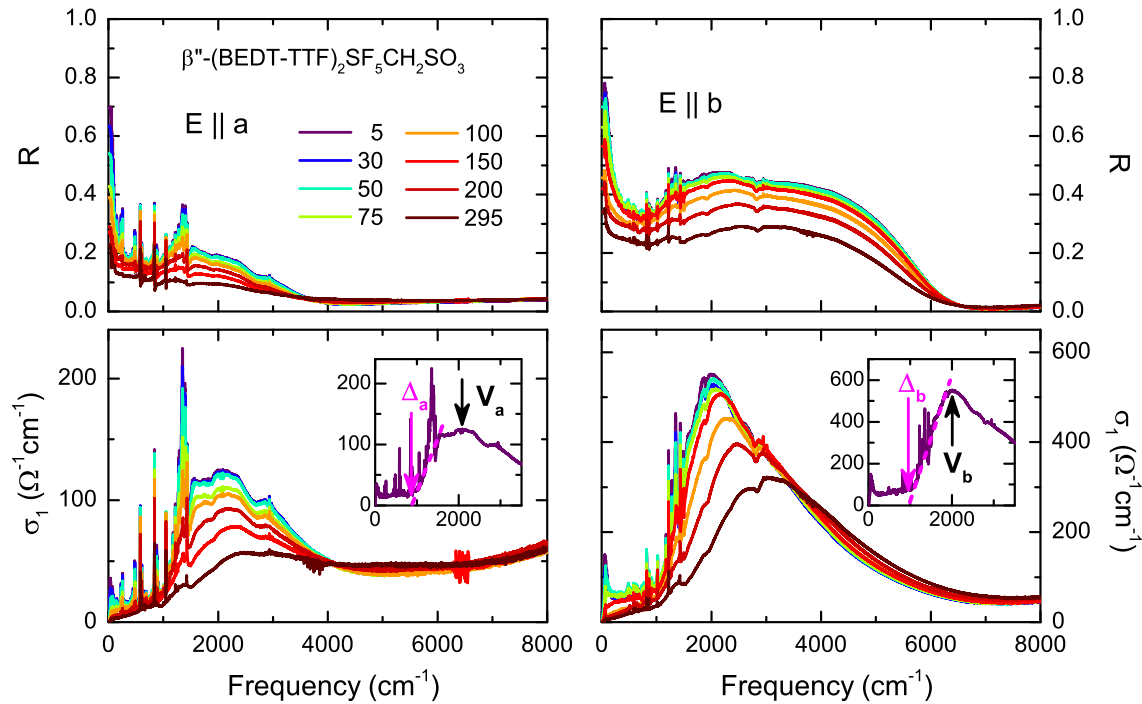 β"-(BEDT-TTF)₂SF₅CH₂SO₃
E || a
5 100
30 150
50 200
75 295
R
1.0
0.8
0.6
0.4
0.2
0.0
E || b
R
1.0
0.8
0.6
0.4
0.2
0.0
σ₁ (Ω⁻¹cm⁻¹)
200
100
0
0 2000 4000 6000 8000
Frequency (cm⁻¹)
200
100
0
0 2000
Δₐ
Vₐ
σ₁ (Ω⁻¹cm⁻¹)
600
400
200
0
0 2000 4000 6000 8000
Frequency (cm⁻¹)
600
450
300
150
0
0 2000
Δb
Vb